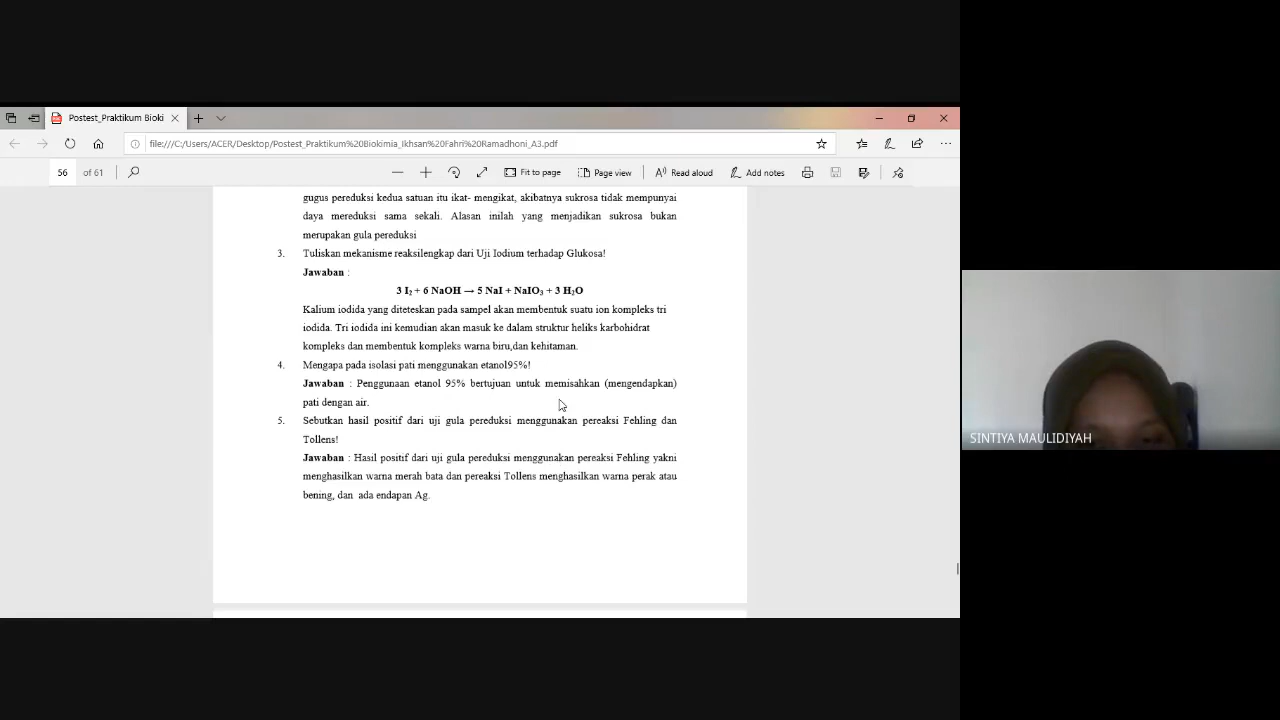 Postest_Praktikum Bioki
file:///C:/Users/ACER/Desktop/Postest_Praktikum%20Biokimia_Ikhsan%20Fahri%20Ramadhoni_A3.pdf
56 of 61 Fit to page Page view Read aloud Add notes
gugus pereduksi kedua satuan itu ikat- mengikat, akibatnya sukrosa tidak mempunyai
daya mereduksi sama sekali. Alasan inilah yang menjadikan sukrosa bukan
merupakan gula pereduksi
3. Tuliskan mekanisme reaksilengkap dari Uji Iodium terhadap Glukosa!
Jawaban :
3 I₂ + 6 NaOH → 5 NaI + NaIO₃ + 3 H₂O
Kalium iodida yang diteteskan pada sampel akan membentuk suatu ion kompleks tri
iodida. Tri iodida ini kemudian akan masuk ke dalam struktur heliks karbohidrat
kompleks dan membentuk kompleks warna biru,dan kehitaman.
4. Mengapa pada isolasi pati menggunakan etanol95%!
Jawaban : Penggunaan etanol 95% bertujuan untuk memisahkan (mengendapkan)
pati dengan air.
5. Sebutkan hasil positif dari uji gula pereduksi menggunakan pereaksi Fehling dan
Tollens!
Jawaban : Hasil positif dari uji gula pereduksi menggunakan pereaksi Fehling yakni
menghasilkan warna merah bata dan pereaksi Tollens menghasilkan warna perak atau
bening, dan ada endapan Ag.
SINTIYA MAULIDIYAH